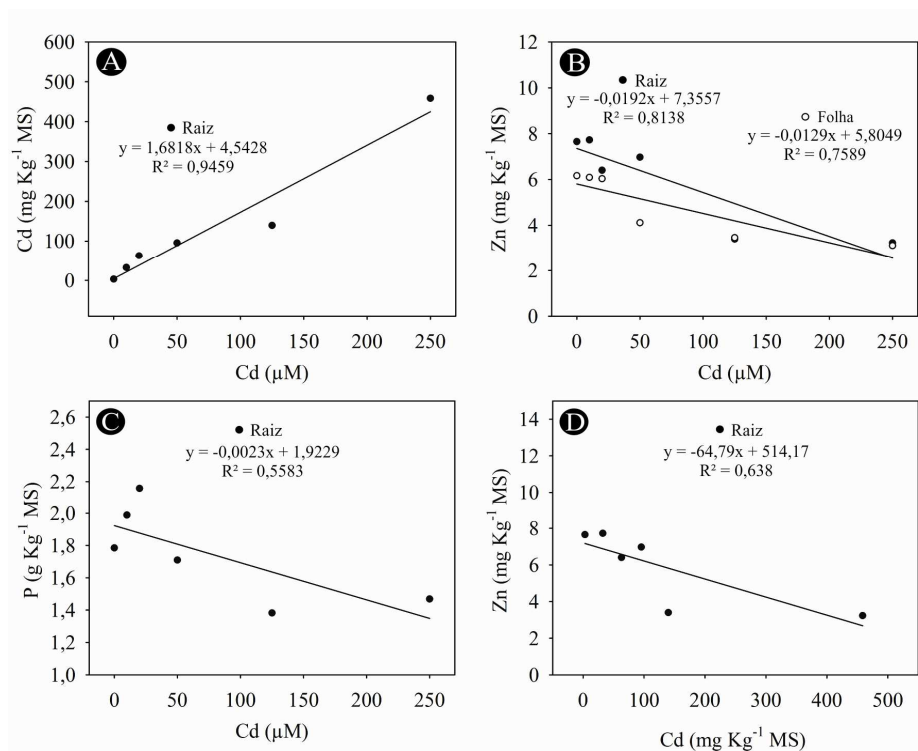 A
Cd (mg Kg⁻¹ MS)
600
500
400
300
200
100
0
Raiz
y = 1,6818x + 4,5428
R² = 0,9459
0 50 100 150 200 250
Cd (µM)
B
Zn (mg Kg⁻¹ MS)
12
10
8
6
4
2
0
Raiz
y = -0,0192x + 7,3557
R² = 0,8138
Folha
y = -0,0129x + 5,8049
R² = 0,7589
0 50 100 150 200 250
Cd (µM)
C
P (g Kg⁻¹ MS)
2,6
2,4
2,2
2,0
1,8
1,6
1,4
1,2
1,0
Raiz
y = -0,0023x + 1,9229
R² = 0,5583
0 50 100 150 200 250
Cd (µM)
D
Zn (mg Kg⁻¹ MS)
14
12
10
8
6
4
2
0
Raiz
y = -64,79x + 514,17
R² = 0,638
0 100 200 300 400 500
Cd (mg Kg⁻¹ MS)